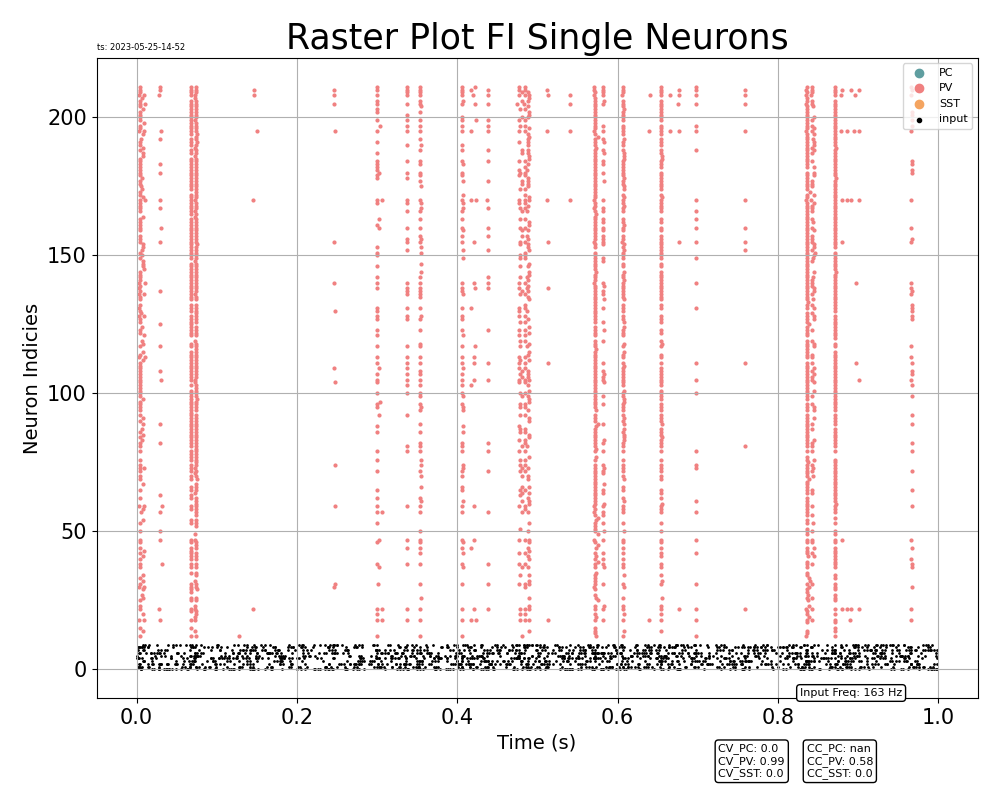 Raster Plot FI Single Neurons
ts: 2023-05-25-14-52
PC
PV
SST
input
Neuron Indicies
200
150
100
50
0
0.0 0.2 0.4 0.6 0.8 1.0
Time (s)
Input Freq: 163 Hz
CV_PC: 0.0
CV_PV: 0.99
CV_SST: 0.0
CC_PC: nan
CC_PV: 0.58
CC_SST: 0.0